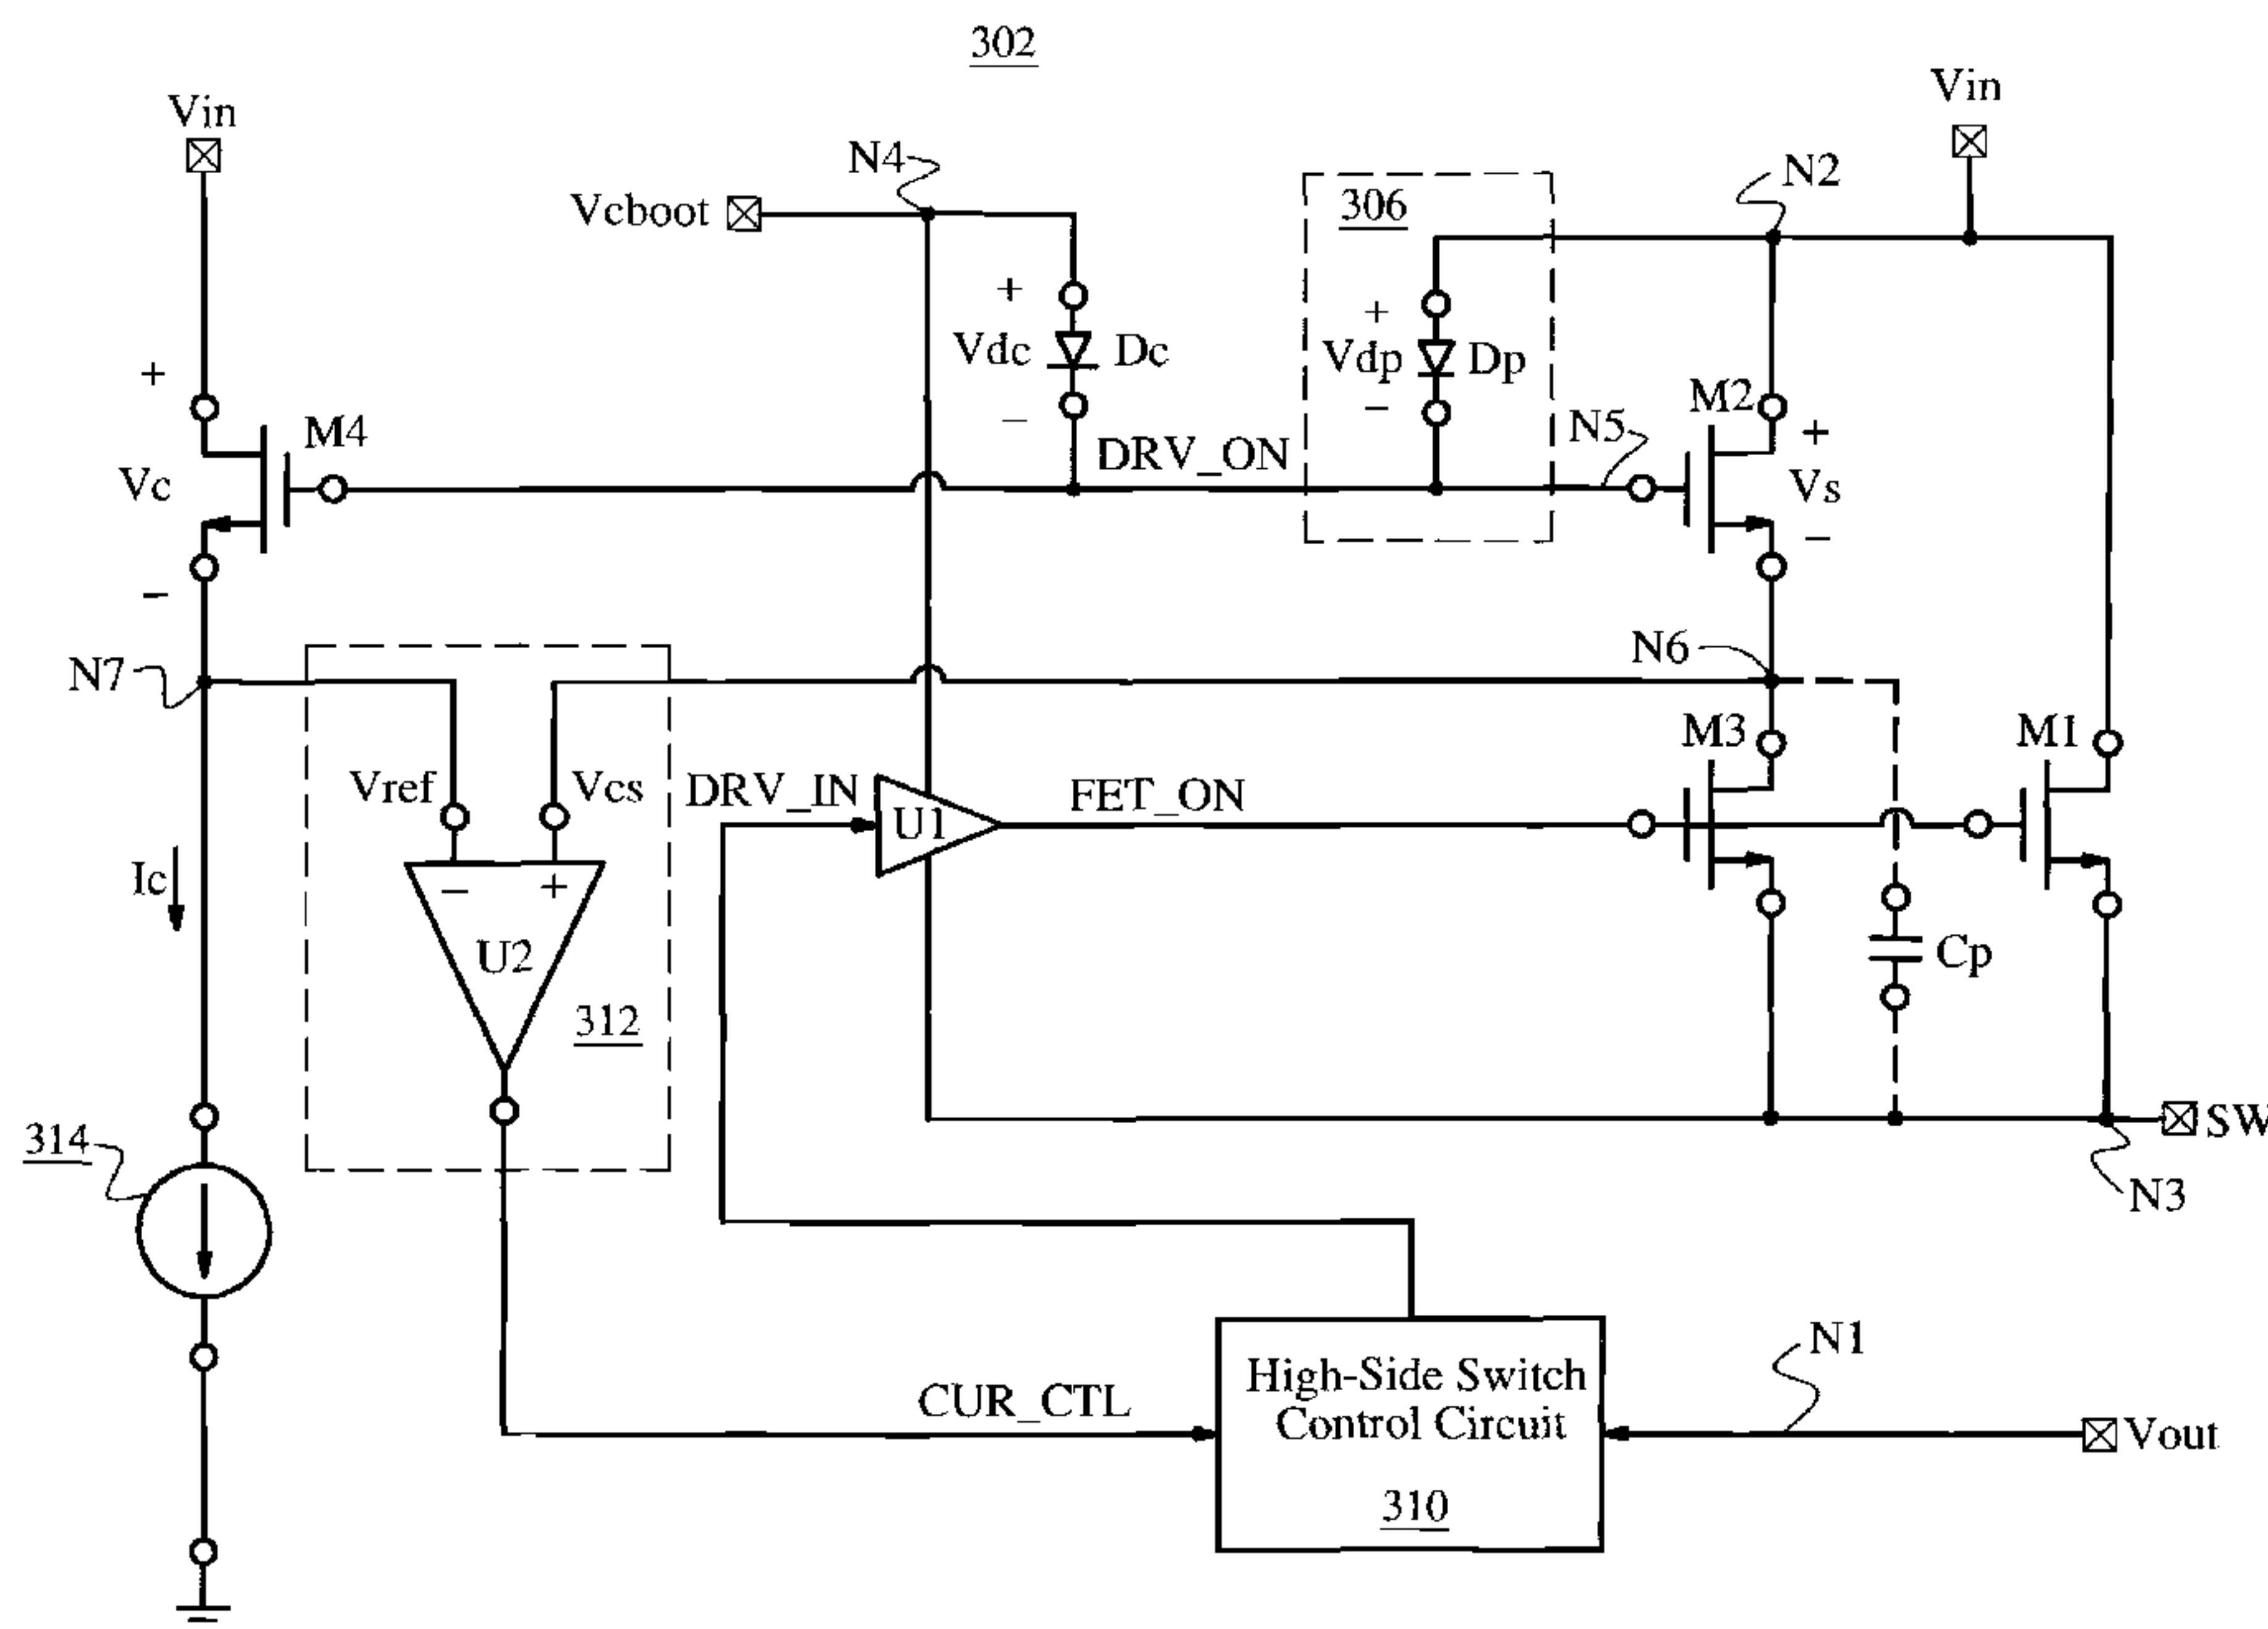 302
Vin
Vin
N4
N2
Vcboot
306
+
Vdc
Dc
–
+
Vdp
Dp
–
M2
+
Vs
–
+
Vc
–
M4
DRV_ON
N5
N7
N6
M3
M1
Vref
Vcs
DRV_IN
U1
FET_ON
Ic
–
+
U2
312
Cp
314
SW
N3
N1
High-Side Switch
Control Circuit
310
CUR_CTL
Vout